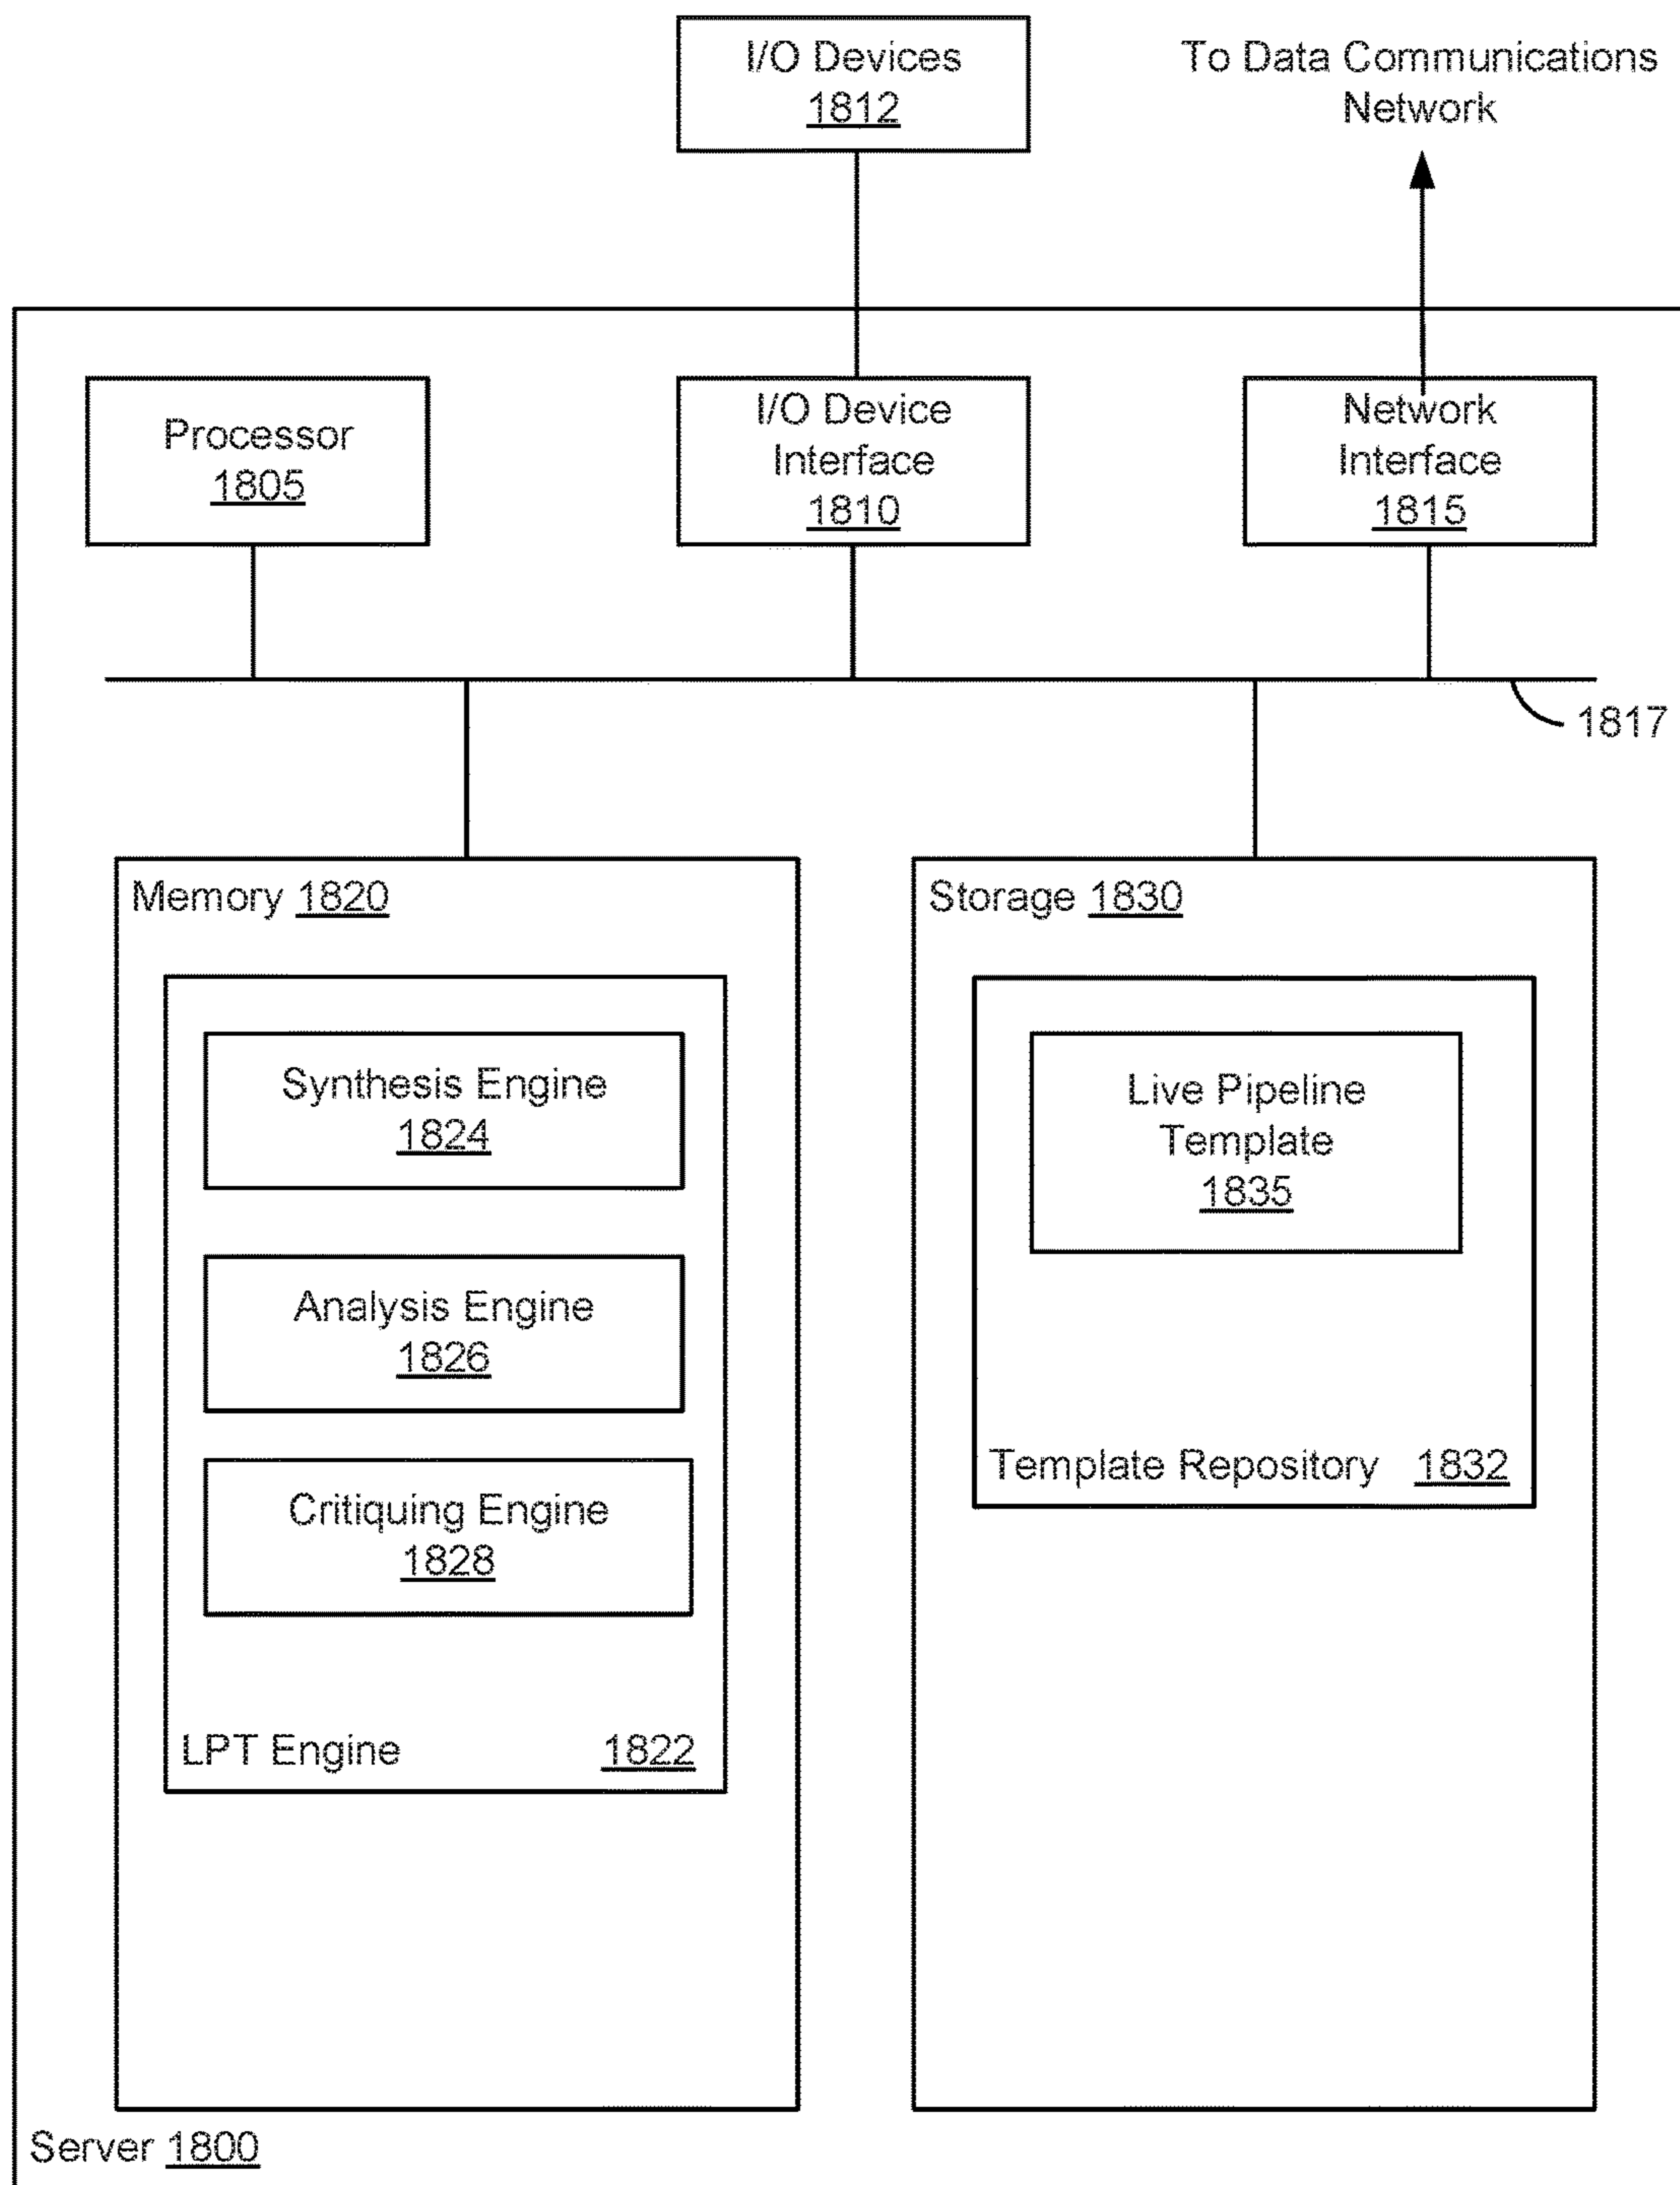 I/O Devices
1812
To Data Communications
Network
Processor
1805
I/O Device
Interface
1810
Network
Interface
1815
1817
Memory 1820
Synthesis Engine
1824
Analysis Engine
1826
Critiquing Engine
1828
LPT Engine 1822
Storage 1830
Live Pipeline
Template
1835
Template Repository 1832
Server 1800